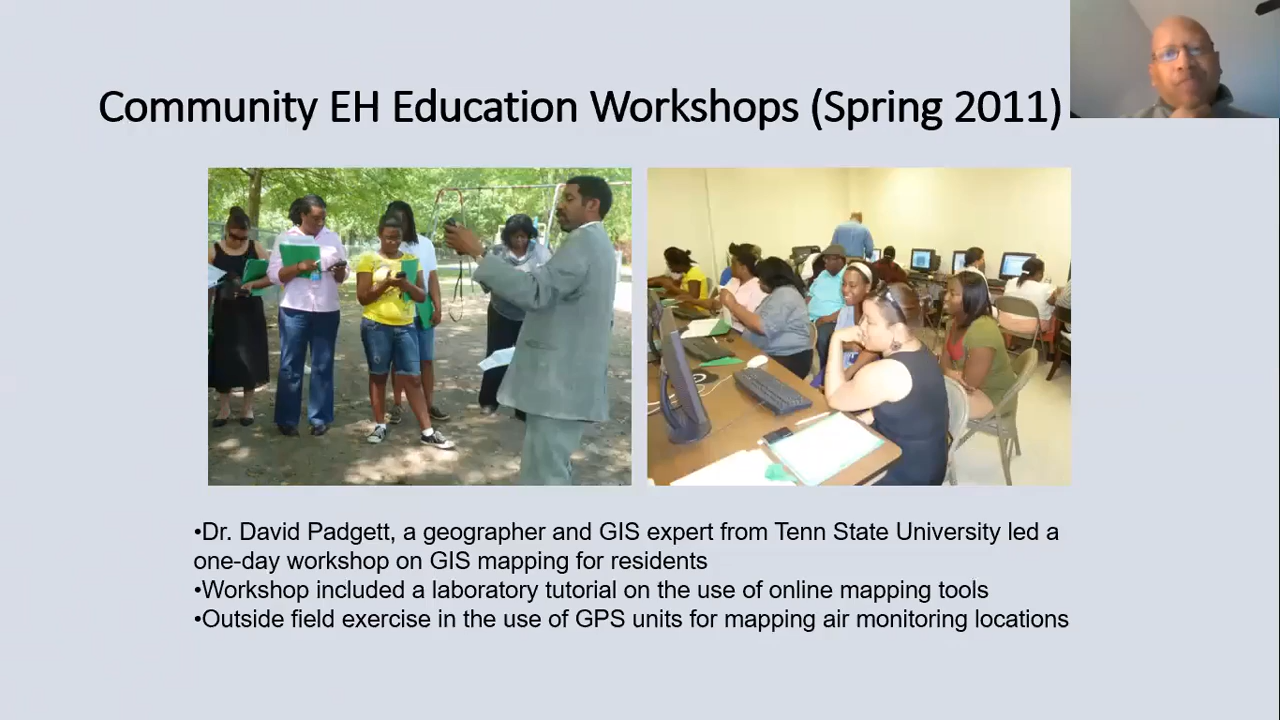 Community EH Education Workshops (Spring 2011)
•Dr. David Padgett, a geographer and GIS expert from Tenn State University led a
one-day workshop on GIS mapping for residents
•Workshop included a laboratory tutorial on the use of online mapping tools
•Outside field exercise in the use of GPS units for mapping air monitoring locations